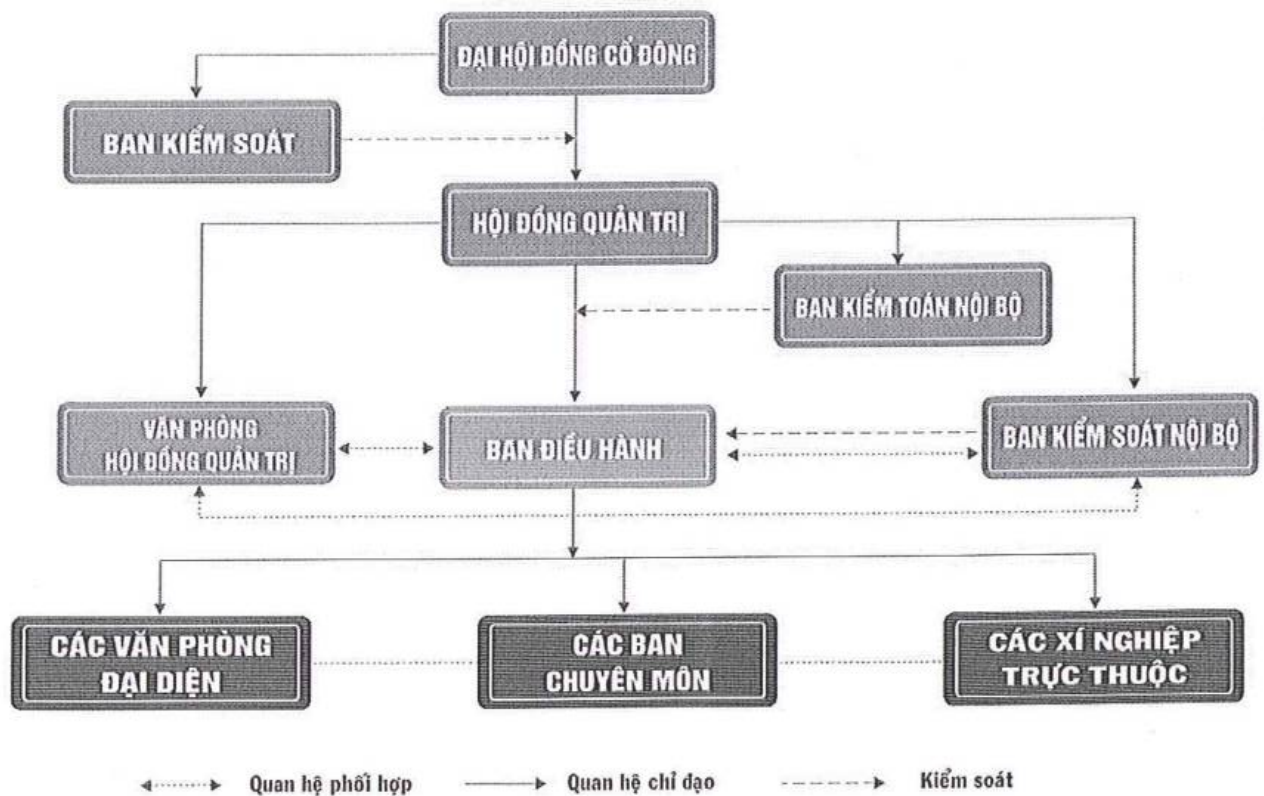 ĐẠI HỘI ĐỒNG CỔ ĐÔNG
BAN KIỂM SOÁT
HỘI ĐỒNG QUẢN TRỊ
BAN KIỂM TOÁN NỘI BỘ
VĂN PHÒNG
HỘI ĐỒNG QUẢN TRỊ
BAN ĐIỀU HÀNH
BAN KIỂM SOÁT NỘI BỘ
CÁC VĂN PHÒNG
ĐẠI DIỆN
CÁC BAN
CHUYÊN MÔN
CÁC XÍ NGHIỆP
TRỰC THUỘC
Quan hệ phối hợp
Quan hệ chỉ đạo
Kiểm soát